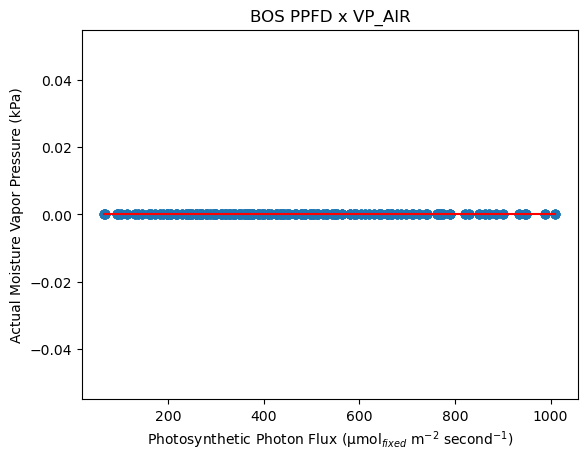 BOS PPFD x VP_AIR
Actual Moisture Vapor Pressure (kPa)
0.04
0.02
0.00
−0.02
−0.04
200 400 600 800 1000
Photosynthetic Photon Flux (μmol_fixed m⁻² second⁻¹)